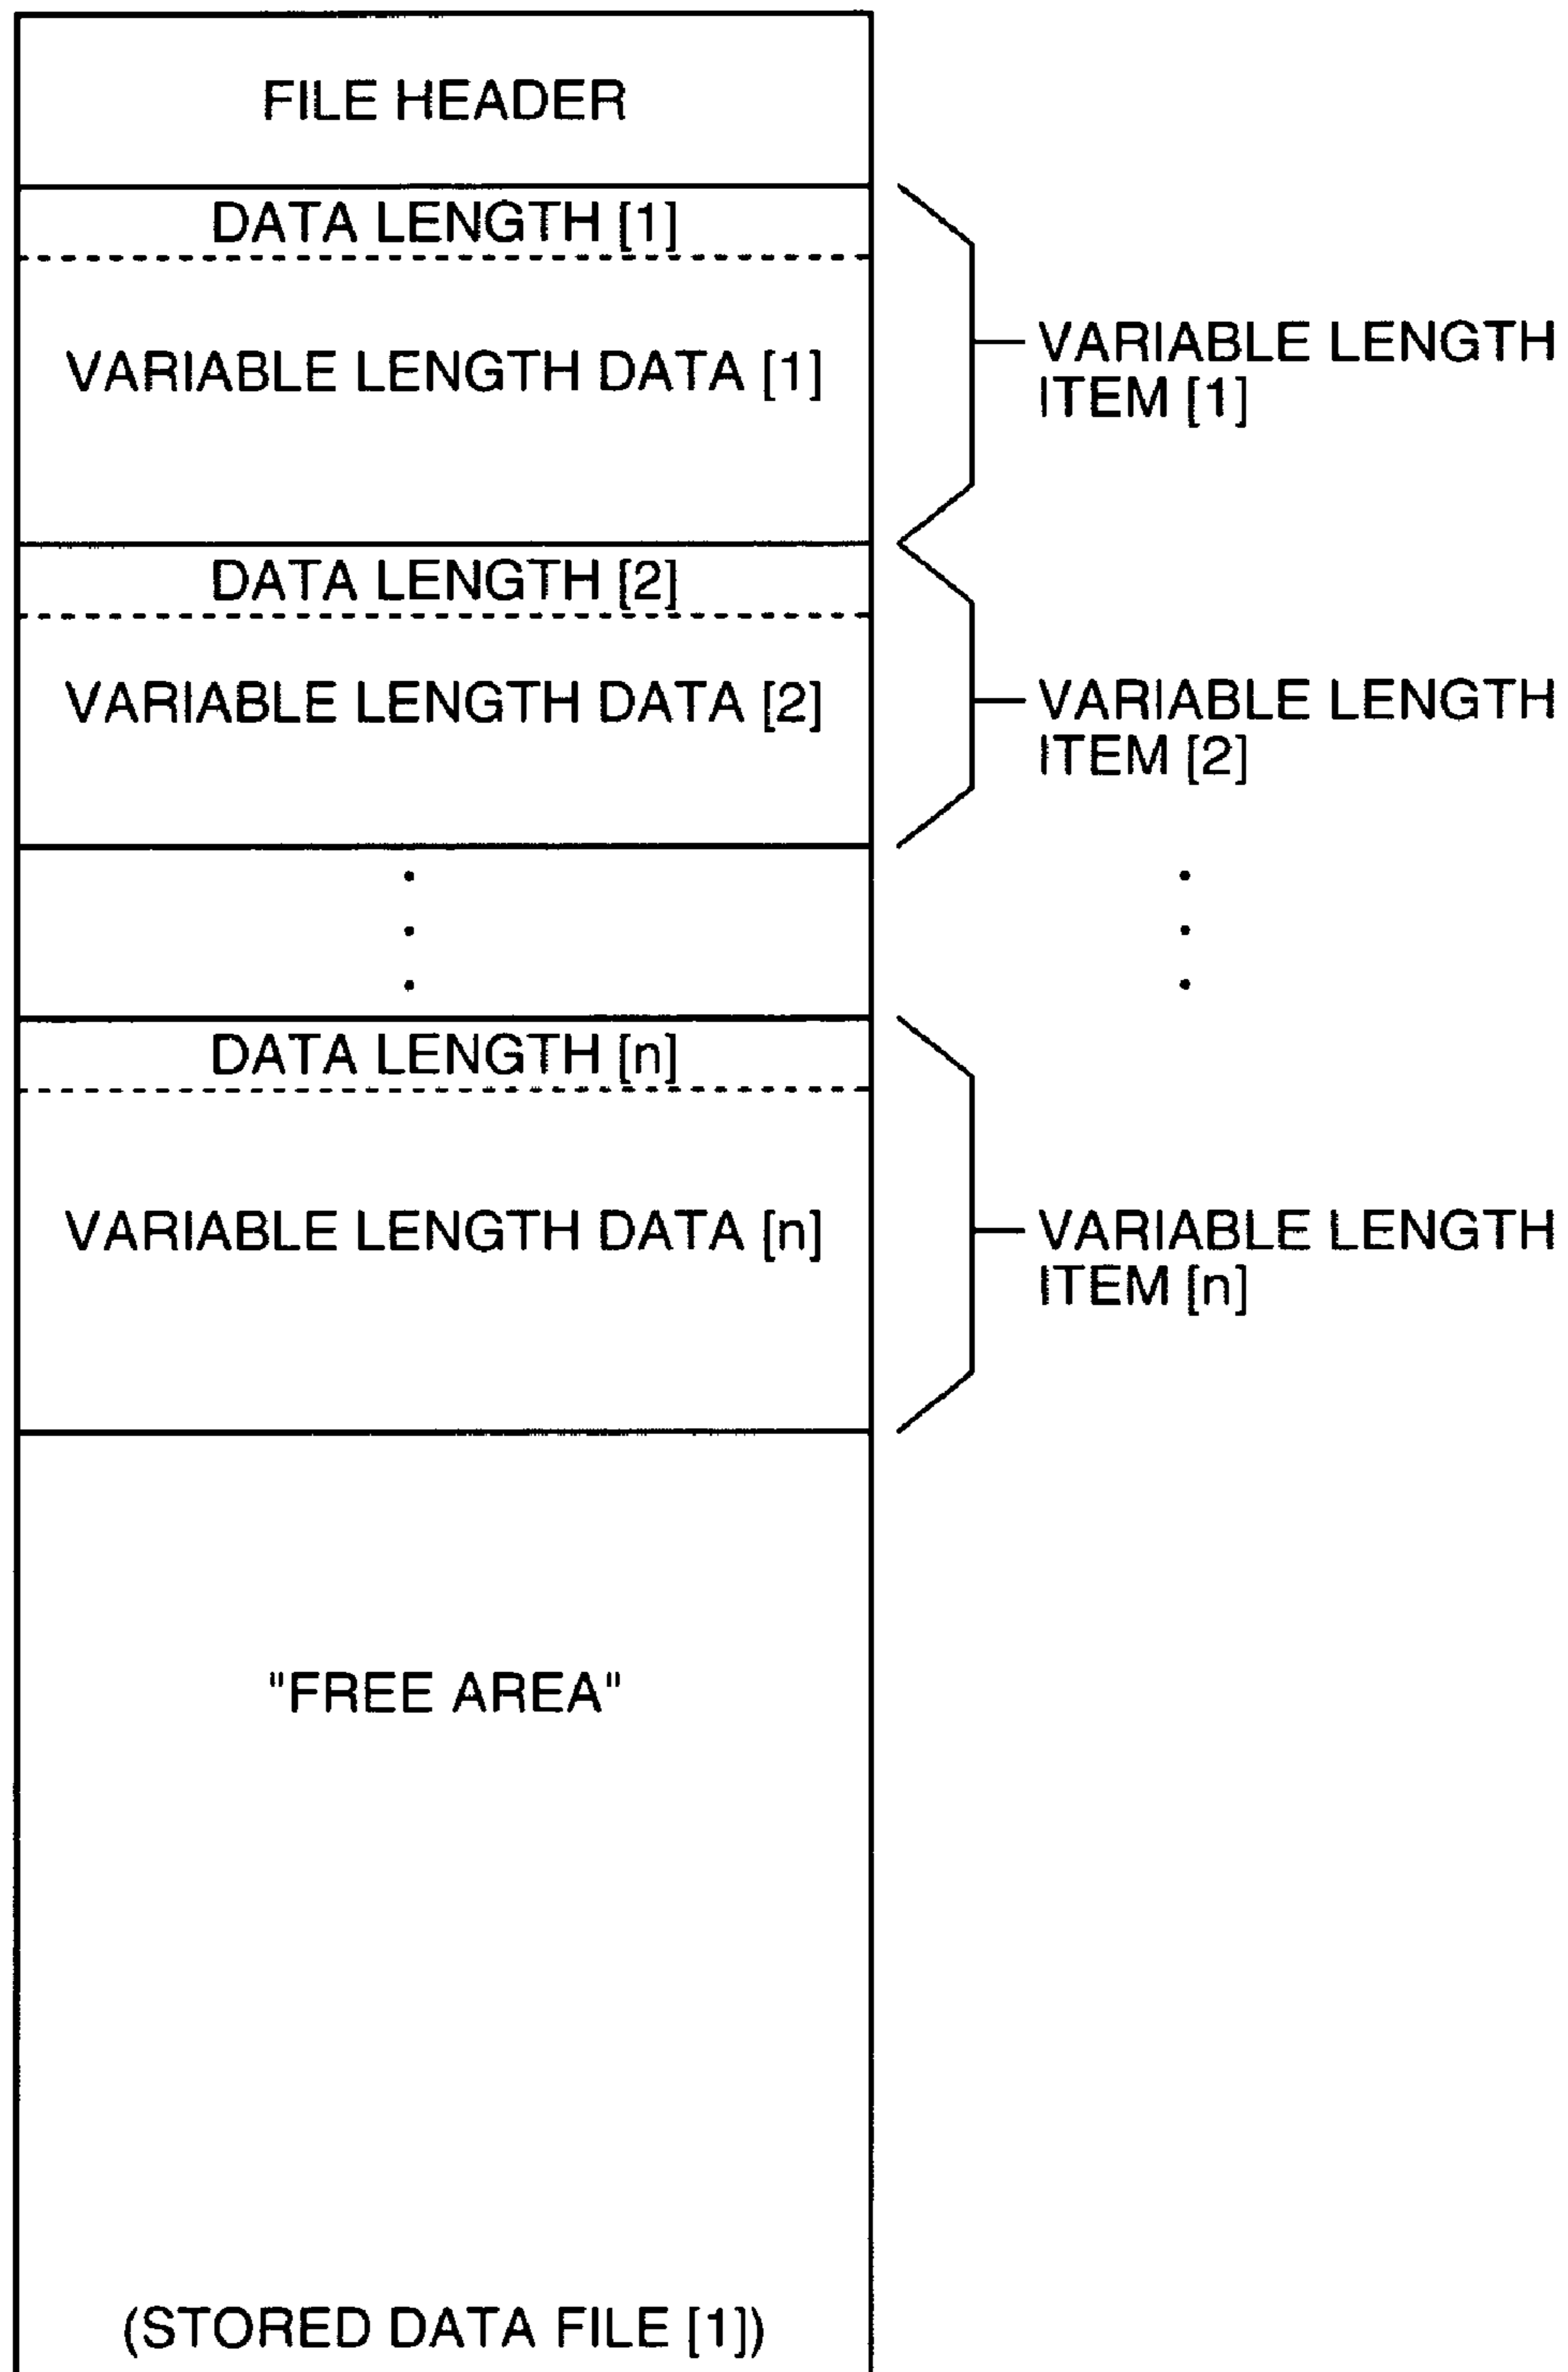 FILE HEADER
DATA LENGTH [1]
VARIABLE LENGTH DATA [1]
VARIABLE LENGTH
ITEM [1]
DATA LENGTH [2]
VARIABLE LENGTH DATA [2]
VARIABLE LENGTH
ITEM [2]
DATA LENGTH [n]
VARIABLE LENGTH DATA [n]
VARIABLE LENGTH
ITEM [n]
"FREE AREA"
(STORED DATA FILE [1])